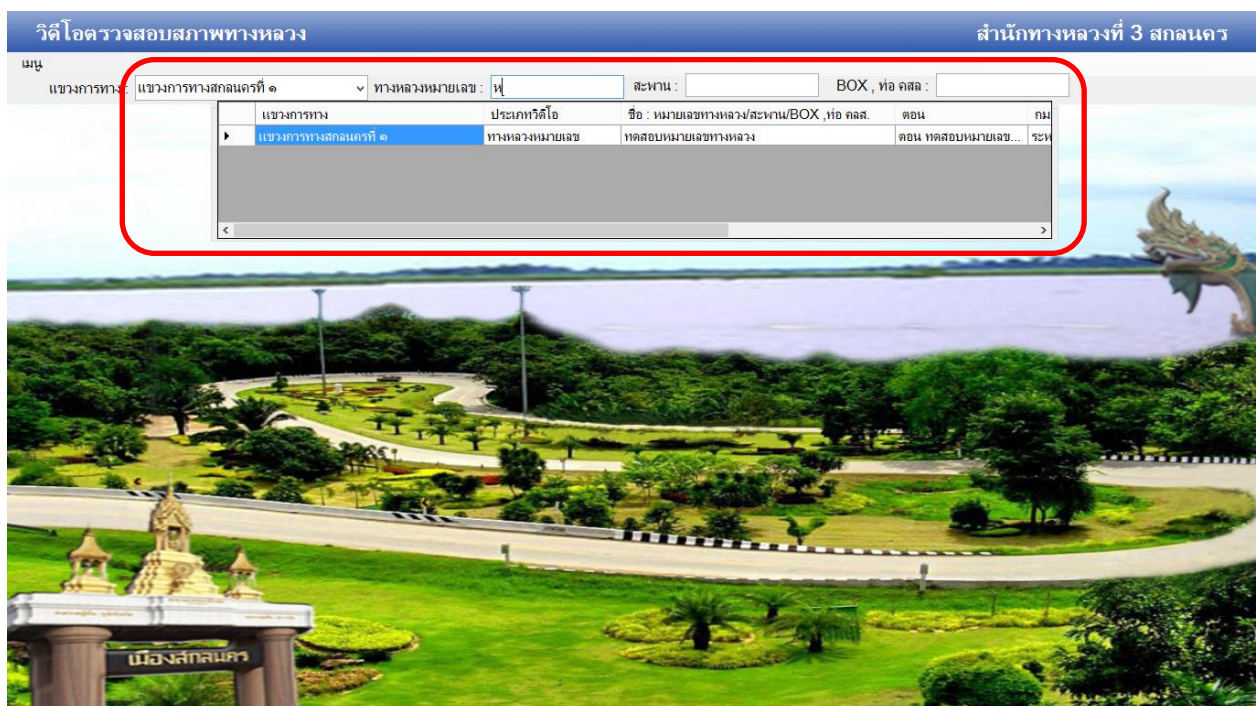 วิดีโอตรวจสอบสภาพทางหลวง สำนักทางหลวงที่ 3 สกลนคร
เมนู
แขวงการทาง : แขวงการทางสกลนครที่ ๑ ทางหลวงหมายเลข : ห สะพาน : BOX , ท่อ คสล :
แขวงการทาง ประเภทวิดีโอ ชื่อ : หมายเลขทางหลวง/สะพาน/BOX ,ท่อ คลส. ตอน กม
แขวงการทางสกลนครที่ ๑ ทางหลวงหมายเลข ทดสอบหมายเลขทางหลวง ตอน ทดสอบหมายเลข... ระห
เมืองสกลนคร